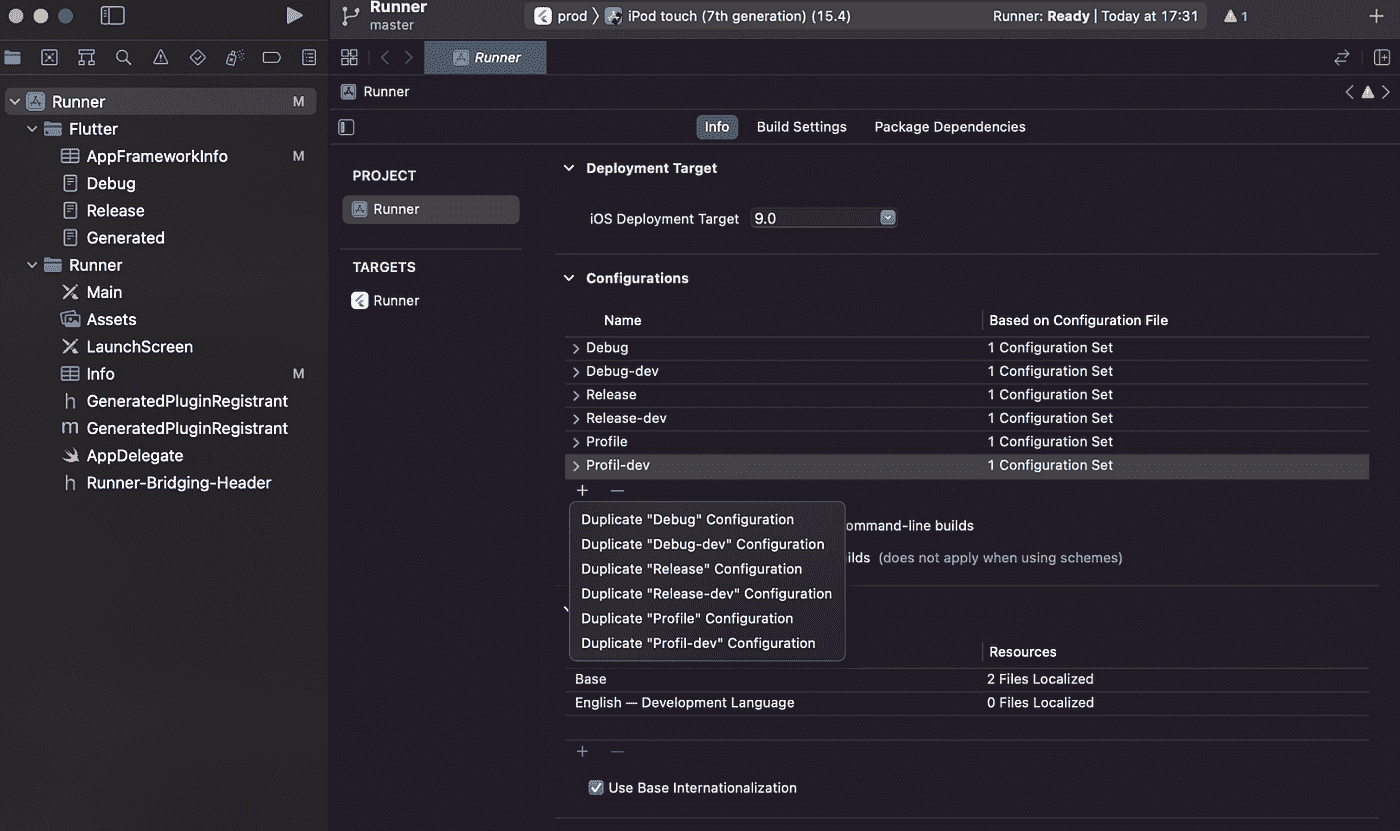 Runner
master
prod
iPod touch (7th generation) (15.4)
Runner: Ready | Today at 17:31
1
Runner
Runner
Info
Build Settings
Package Dependencies
Runner M
Flutter
AppFrameworkInfo M
Debug
Release
Generated
Runner
Main
Assets
LaunchScreen
Info M
h GeneratedPluginRegistrant
m GeneratedPluginRegistrant
AppDelegate
h Runner-Bridging-Header
PROJECT
Runner
TARGETS
Runner
Deployment Target
iOS Deployment Target 9.0
Configurations
Name Based on Configuration File
Debug 1 Configuration Set
Debug-dev 1 Configuration Set
Release 1 Configuration Set
Release-dev 1 Configuration Set
Profile 1 Configuration Set
Profil-dev 1 Configuration Set
+ —
Duplicate "Debug" Configuration
Duplicate "Debug-dev" Configuration
Duplicate "Release" Configuration
Duplicate "Release-dev" Configuration
Duplicate "Profile" Configuration
Duplicate "Profil-dev" Configuration
ommand-line builds
ilds (does not apply when using schemes)
Resources
Base 2 Files Localized
English — Development Language 0 Files Localized
+ —
Use Base Internationalization